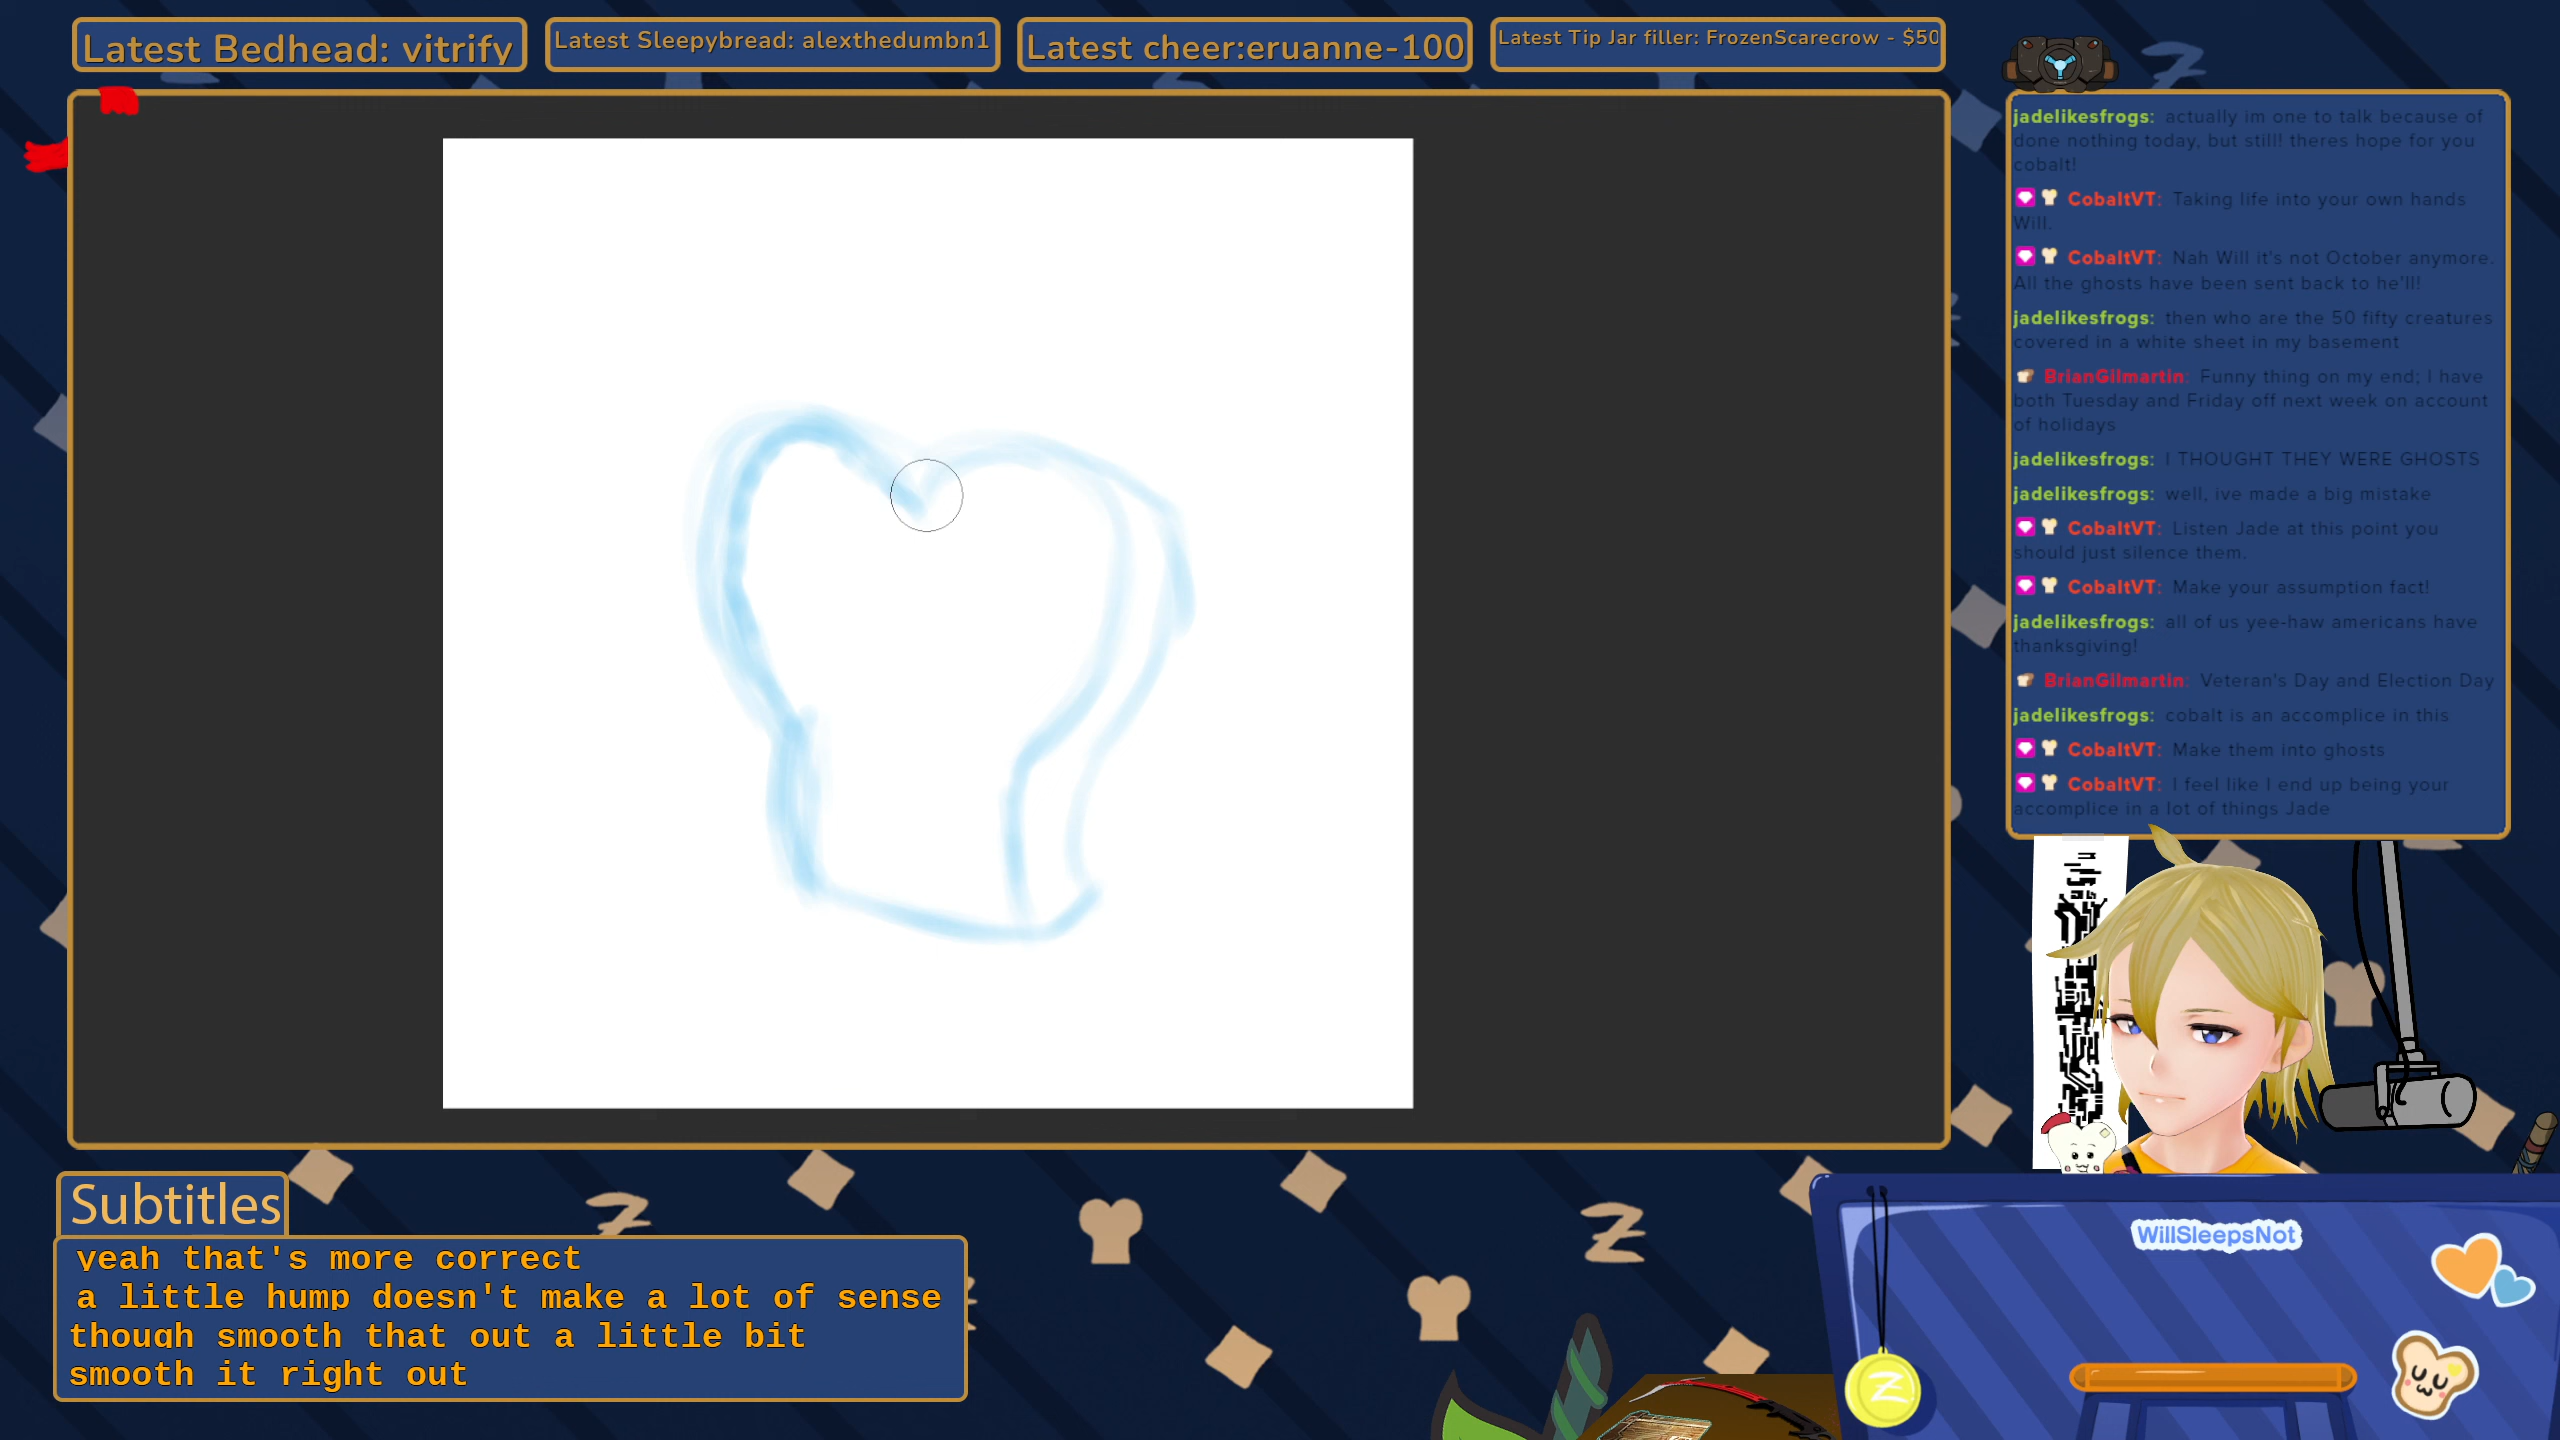 Latest Bedhead: vitrify
Latest Sleepybread: alexthedumbn1
Latest cheer:eruanne-100
Latest Tip Jar filler: FrozenScarecrow - $50
jadelikesfrogs: actually im one to talk because of
done nothing today, but still! theres hope for you
cobalt!
CobaltVT: Taking life into your own hands
Will.
CobaltVT: Nah Will it's not October anymore.
All the ghosts have been sent back to he'll!
jadelikesfrogs: then who are the 50 fifty creatures
covered in a white sheet in my basement
BrianGilmartin: Funny thing on my end; I have
both Tuesday and Friday off next week on account
of holidays
jadelikesfrogs: I THOUGHT THEY WERE GHOSTS
jadelikesfrogs: well, ive made a big mistake
CobaltVT: Listen Jade at this point you
should just silence them.
CobaltVT: Make your assumption fact!
jadelikesfrogs: all of us yee-haw americans have
thanksgiving!
BrianGilmartin: Veteran's Day and Election Day
jadelikesfrogs: cobalt is an accomplice in this
CobaltVT: Make them into ghosts
CobaltVT: I feel like I end up being your
accomplice in a lot of things Jade
Subtitles
yeah that's more correct
a little hump doesn't make a lot of sense
though smooth that out a little bit
smooth it right out
WillSleepsNot
Z